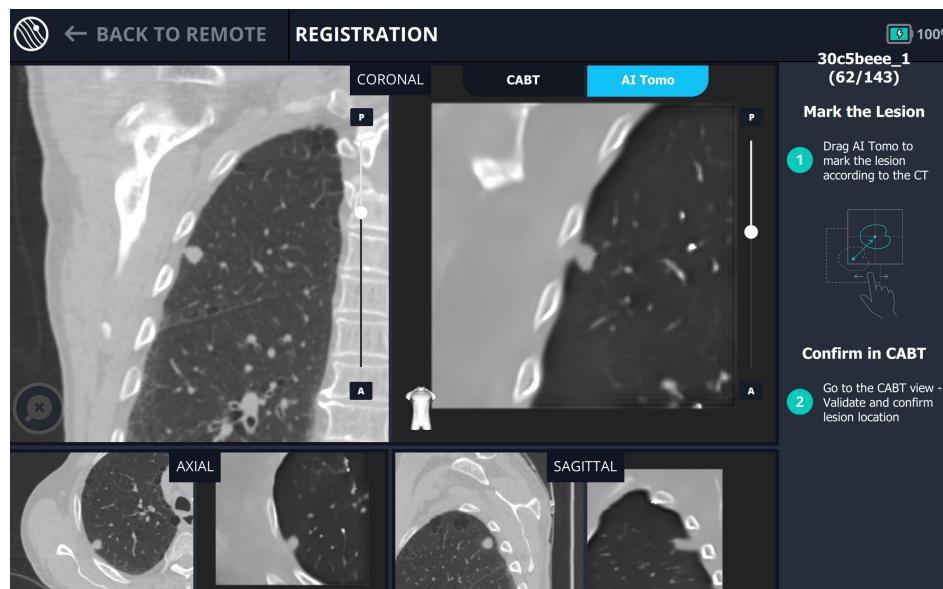 BACK TO REMOTE
REGISTRATION
100%
30c5beee_1
(62/143)
CORONAL
CABT
AI Tomo
P
P
A
A
Mark the Lesion
1
Drag AI Tomo to
mark the lesion
according to the CT
Confirm in CABT
2
Go to the CABT view -
Validate and confirm
lesion location
AXIAL
SAGITTAL